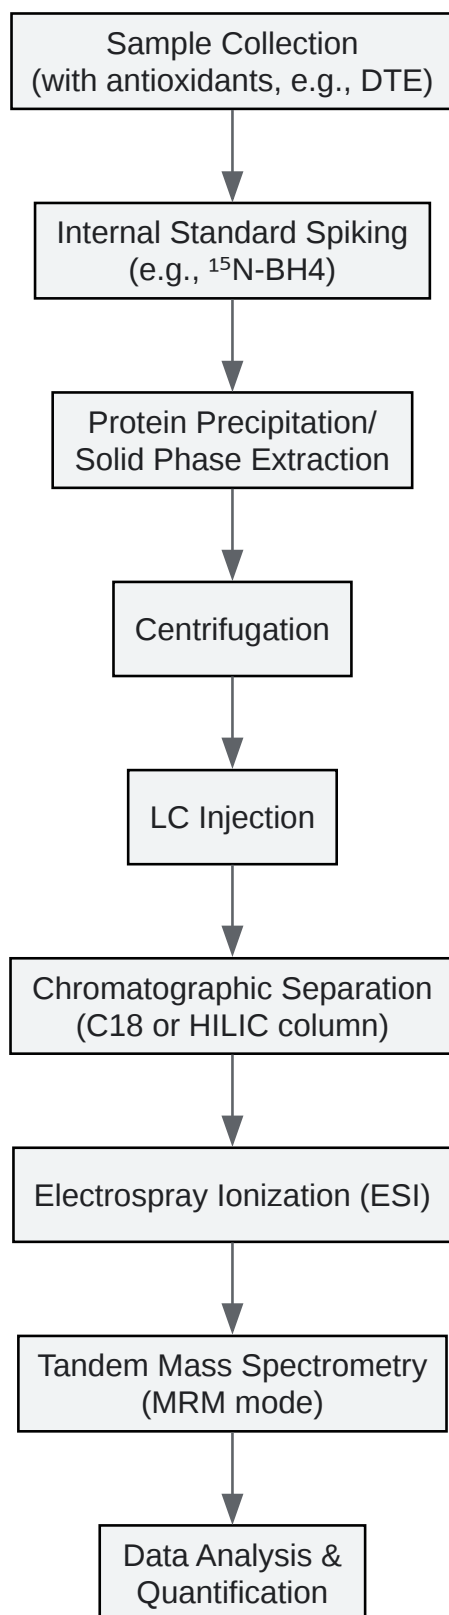 Sample Collection
(with antioxidants, e.g., DTE)
Internal Standard Spiking
(e.g., ¹⁵N-BH4)
Protein Precipitation/
Solid Phase Extraction
Centrifugation
LC Injection
Chromatographic Separation
(C18 or HILIC column)
Electrospray Ionization (ESI)
Tandem Mass Spectrometry
(MRM mode)
Data Analysis &
Quantification